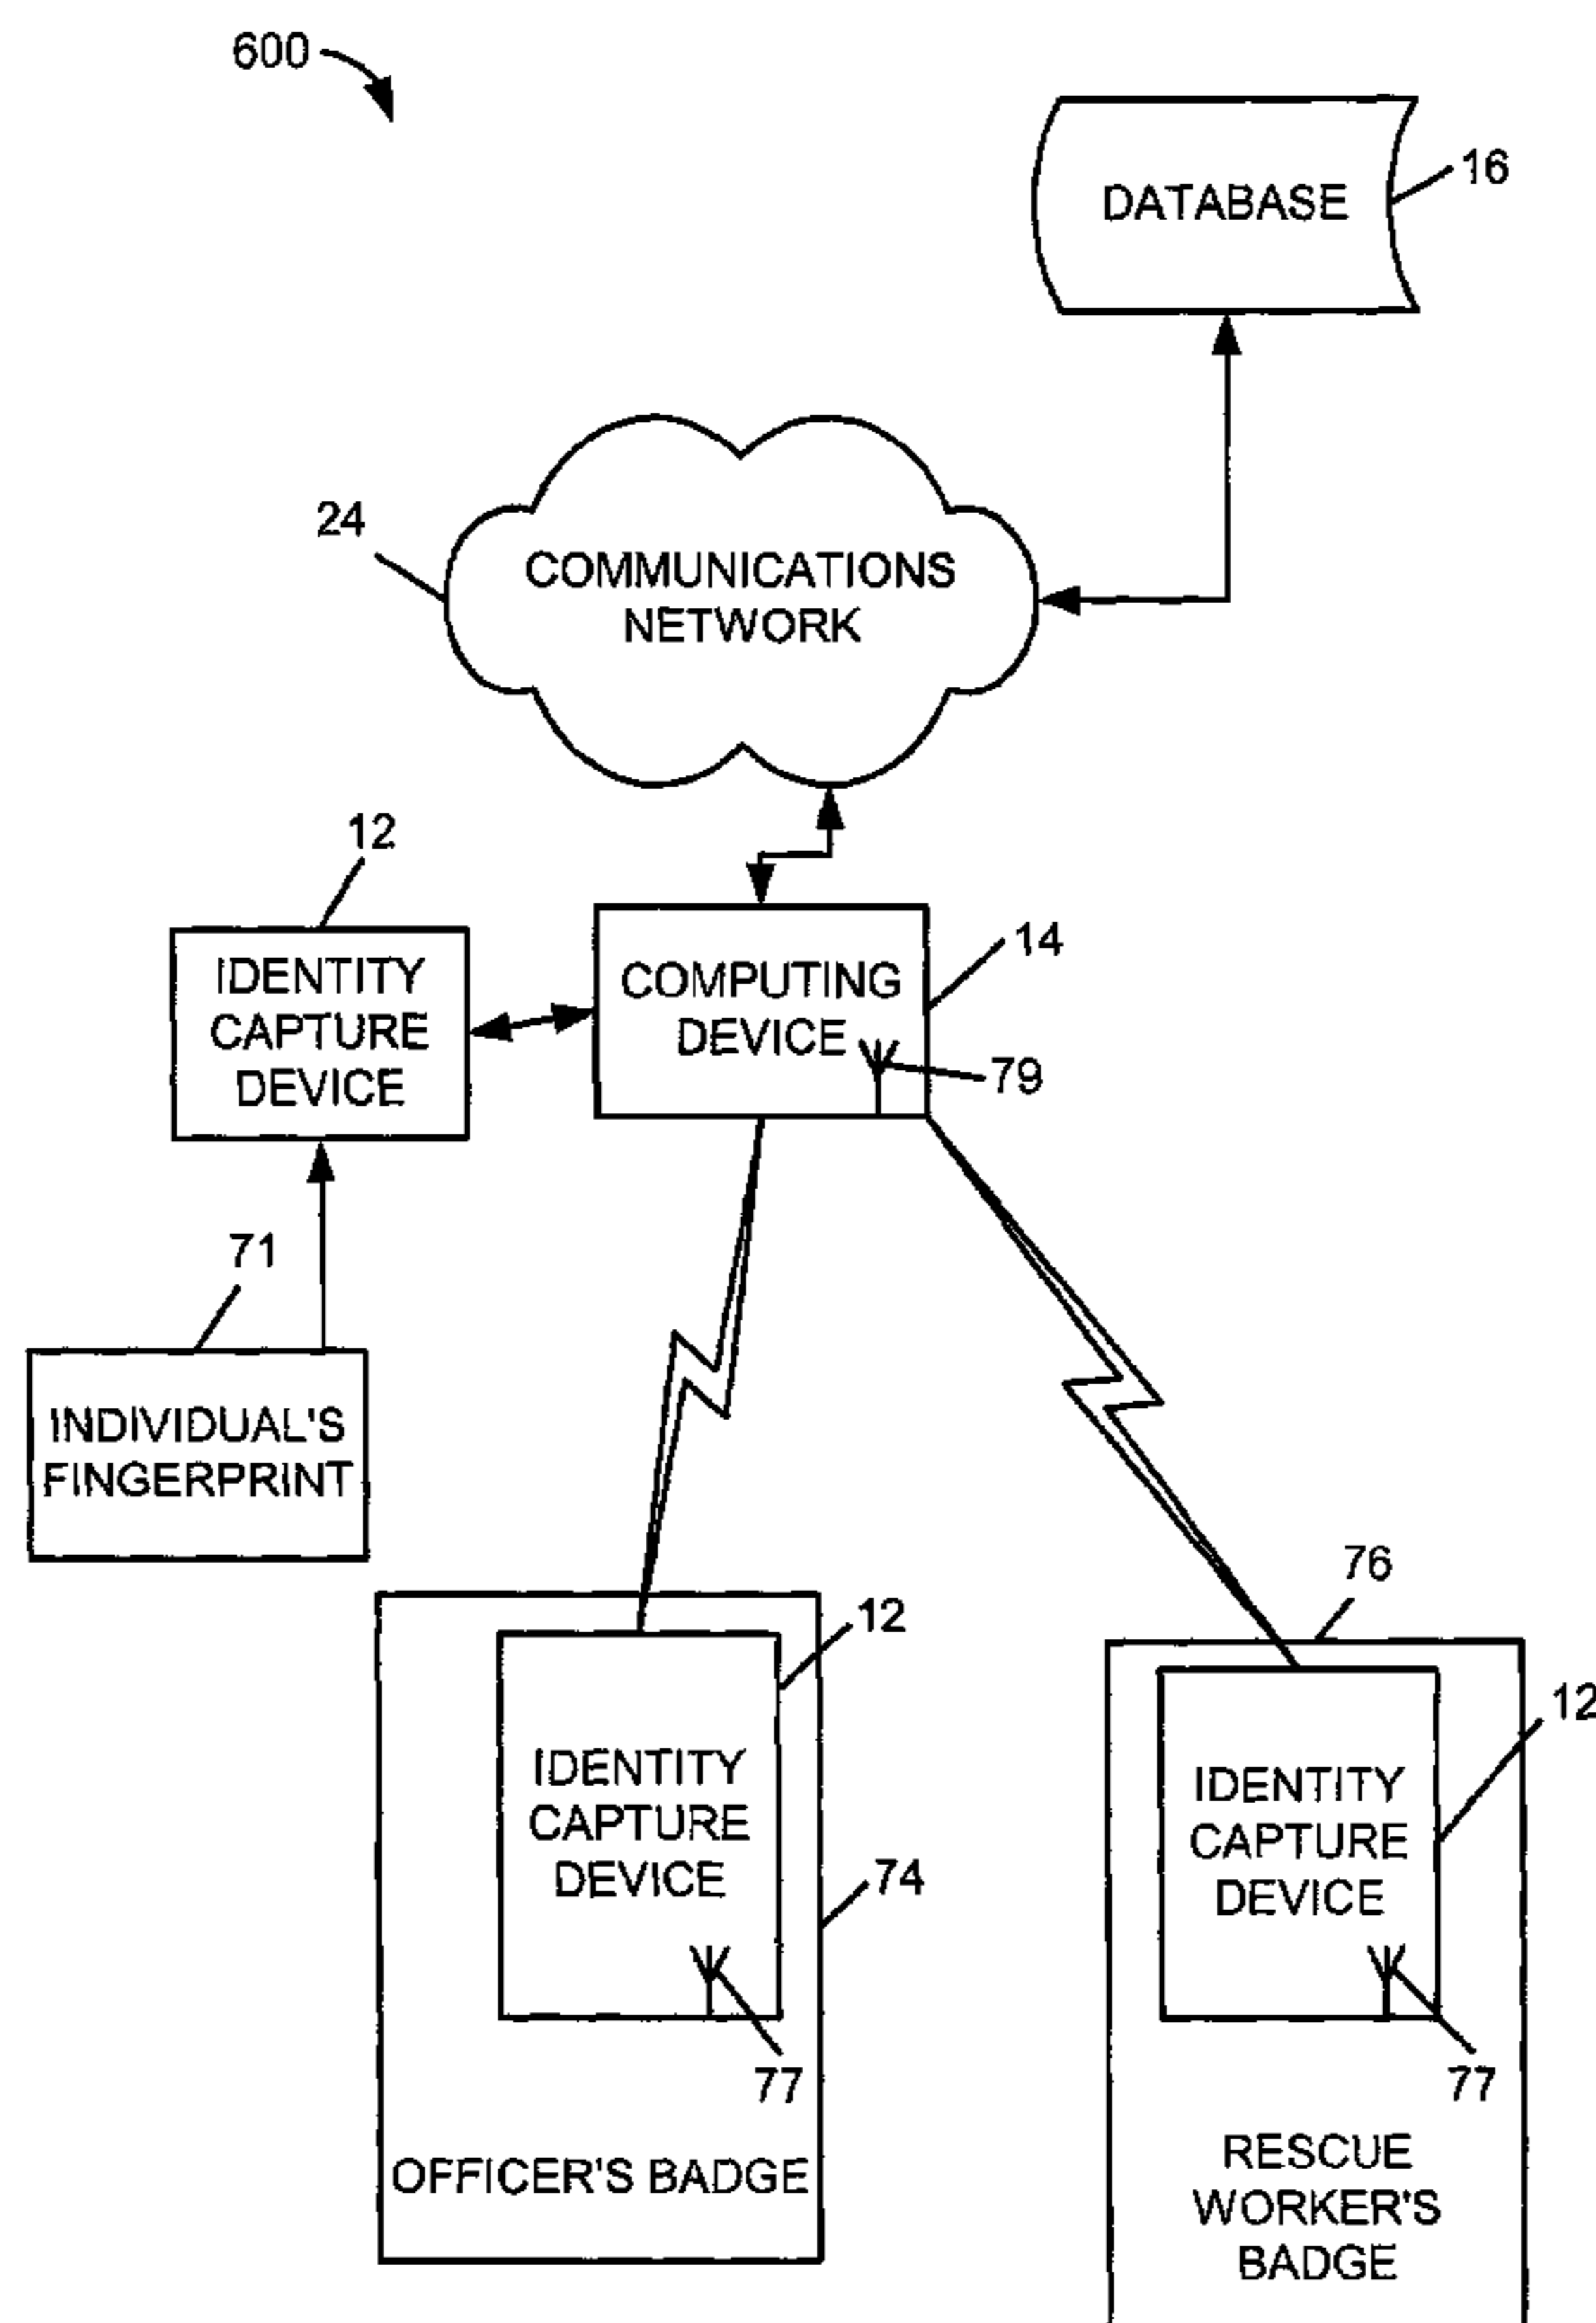 600
DATABASE
16
24
COMMUNICATIONS
NETWORK
12
IDENTITY
CAPTURE
DEVICE
COMPUTING
DEVICE
14
79
71
INDIVIDUAL'S
FINGERPRINT
12
IDENTITY
CAPTURE
DEVICE
74
77
OFFICER'S BADGE
76
12
IDENTITY
CAPTURE
DEVICE
77
RESCUE
WORKER'S
BADGE